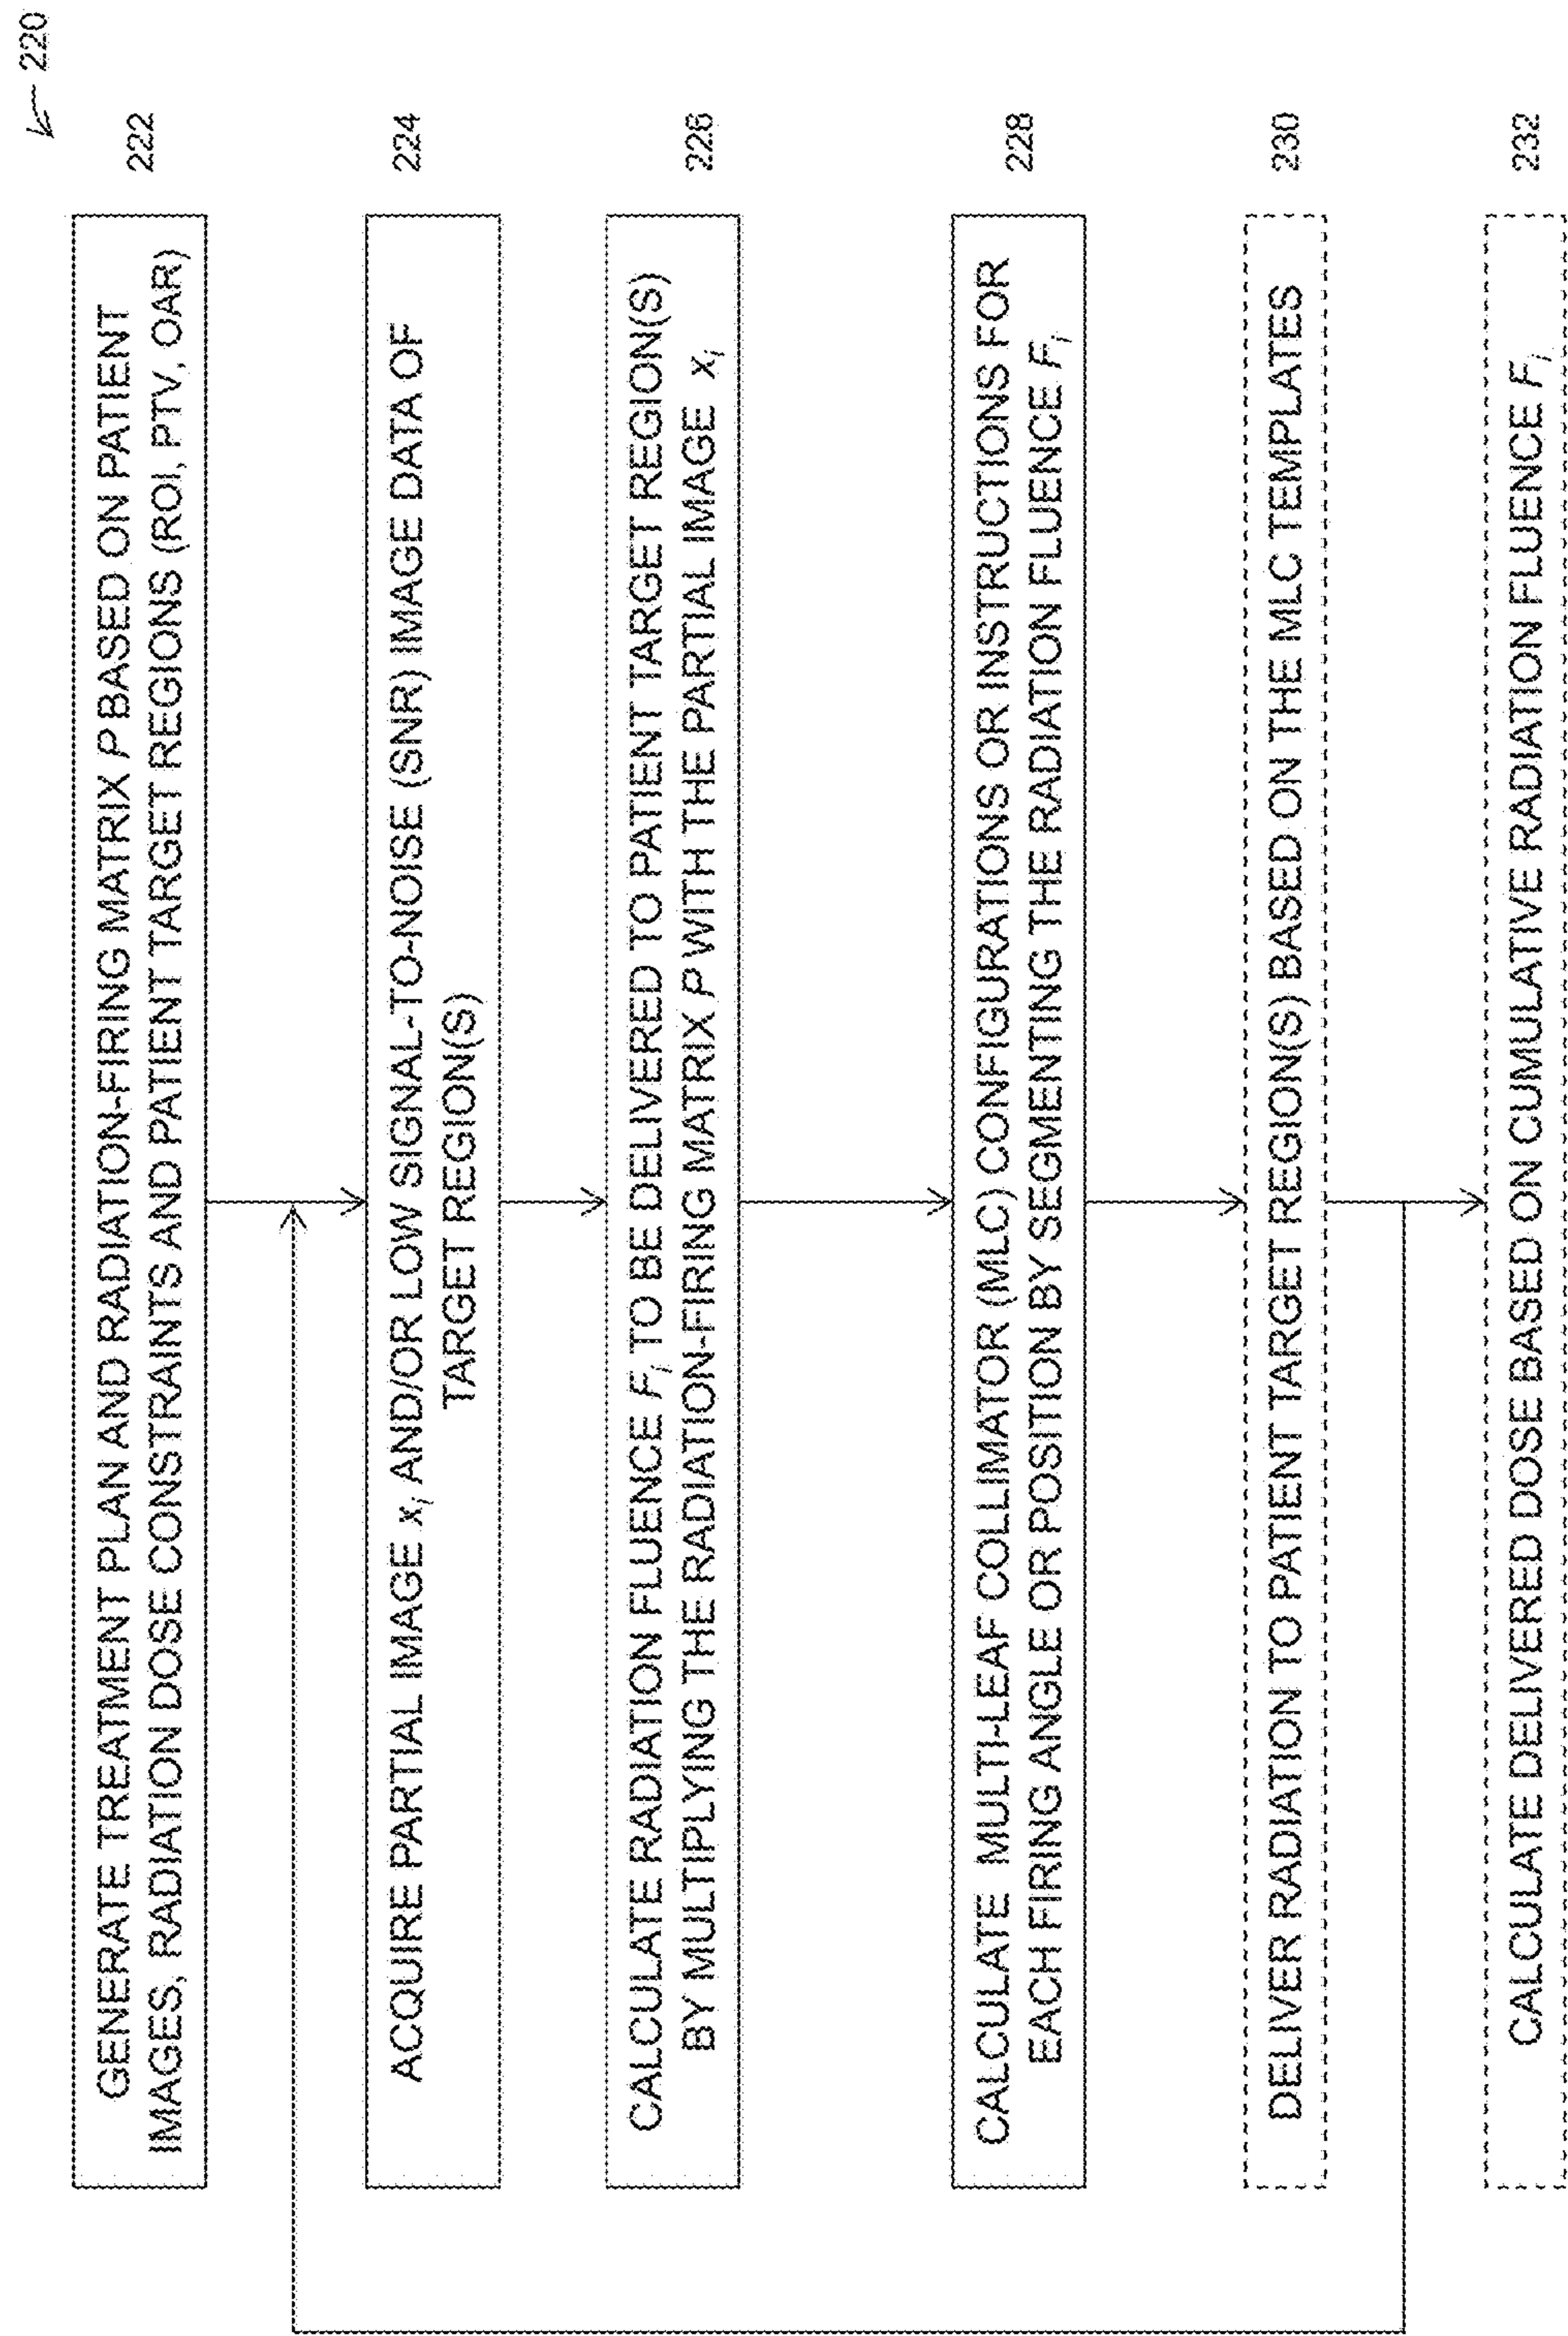 220
GENERATE TREATMENT PLAN AND RADIATION-FIRING MATRIX P BASED ON PATIENT
IMAGES, RADIATION DOSE CONSTRAINTS AND PATIENT TARGET REGIONS (ROI, PTV, OAR)
222
ACQUIRE PARTIAL IMAGE xᵢ AND/OR LOW SIGNAL-TO-NOISE (SNR) IMAGE DATA OF
TARGET REGION(S)
224
CALCULATE RADIATION FLUENCE Fᵢ TO BE DELIVERED TO PATIENT TARGET REGION(S)
BY MULTIPLYING THE RADIATION-FIRING MATRIX P WITH THE PARTIAL IMAGE xᵢ
226
CALCULATE MULTI-LEAF COLLIMATOR (MLC) CONFIGURATIONS OR INSTRUCTIONS FOR
EACH FIRING ANGLE OR POSITION BY SEGMENTING THE RADIATION FLUENCE Fᵢ
228
DELIVER RADIATION TO PATIENT TARGET REGION(S) BASED ON THE MLC TEMPLATES
230
CALCULATE DELIVERED DOSE BASED ON CUMULATIVE RADIATION FLUENCE Fᵢ
232